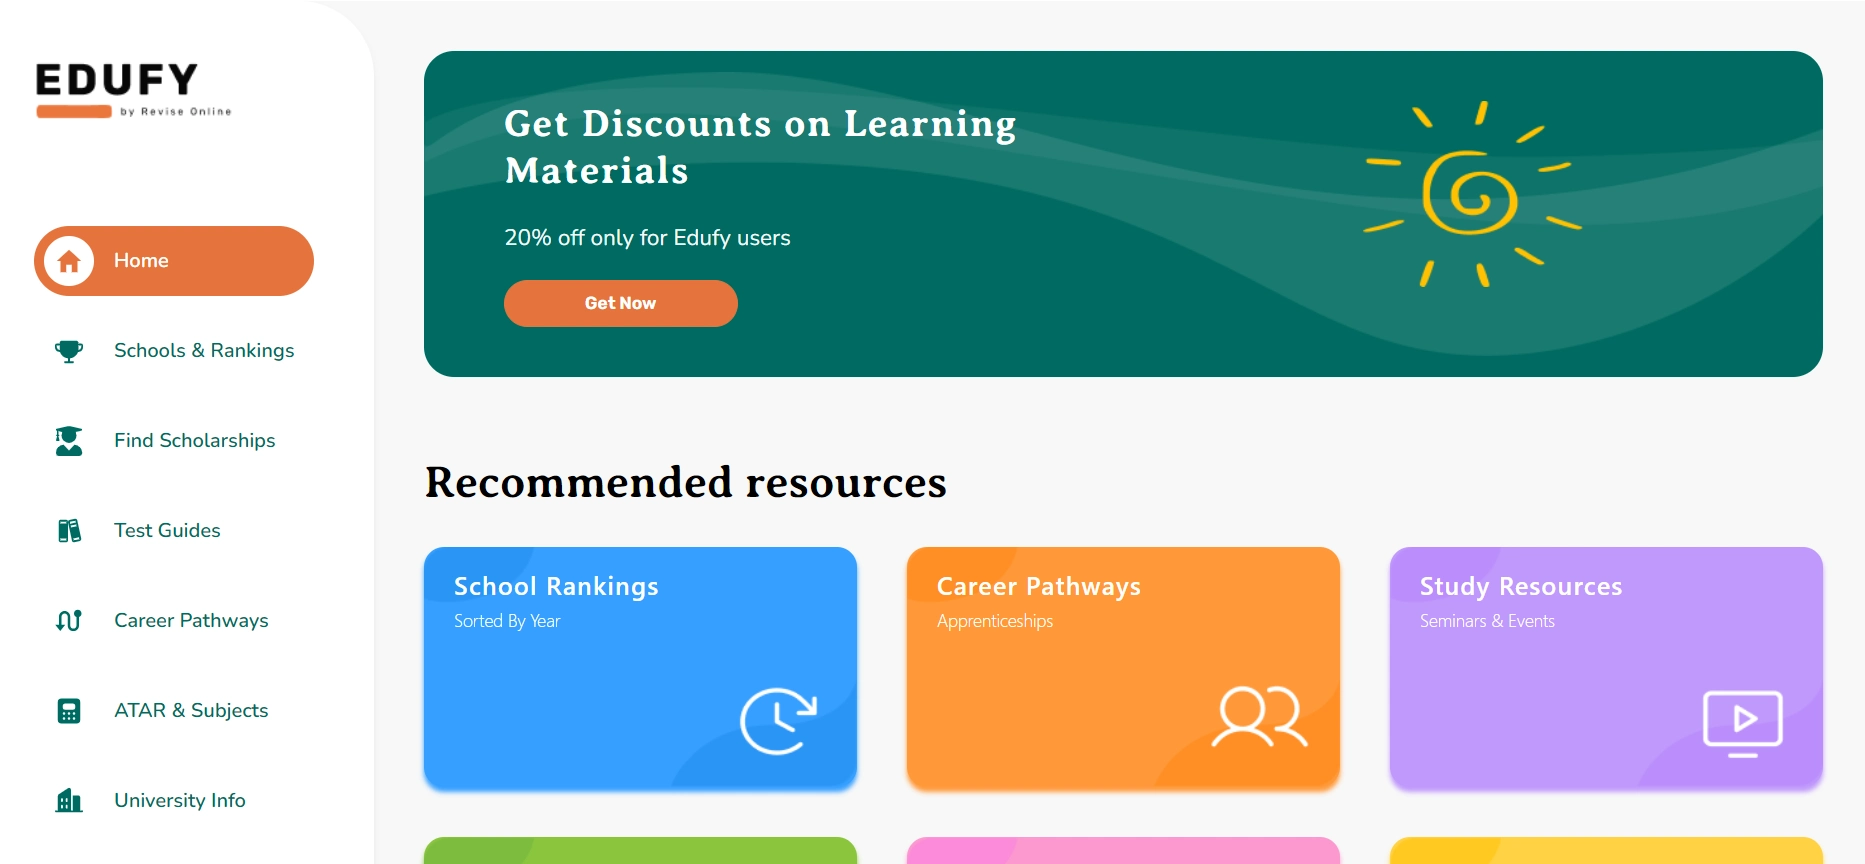 EDUFY
by Revise Online
Home
Schools & Rankings
Find Scholarships
Test Guides
Career Pathways
ATAR & Subjects
University Info
Get Discounts on Learning
Materials
20% off only for Edufy users
Get Now
Recommended resources
School Rankings
Sorted By Year
Career Pathways
Apprenticeships
Study Resources
Seminars & Events